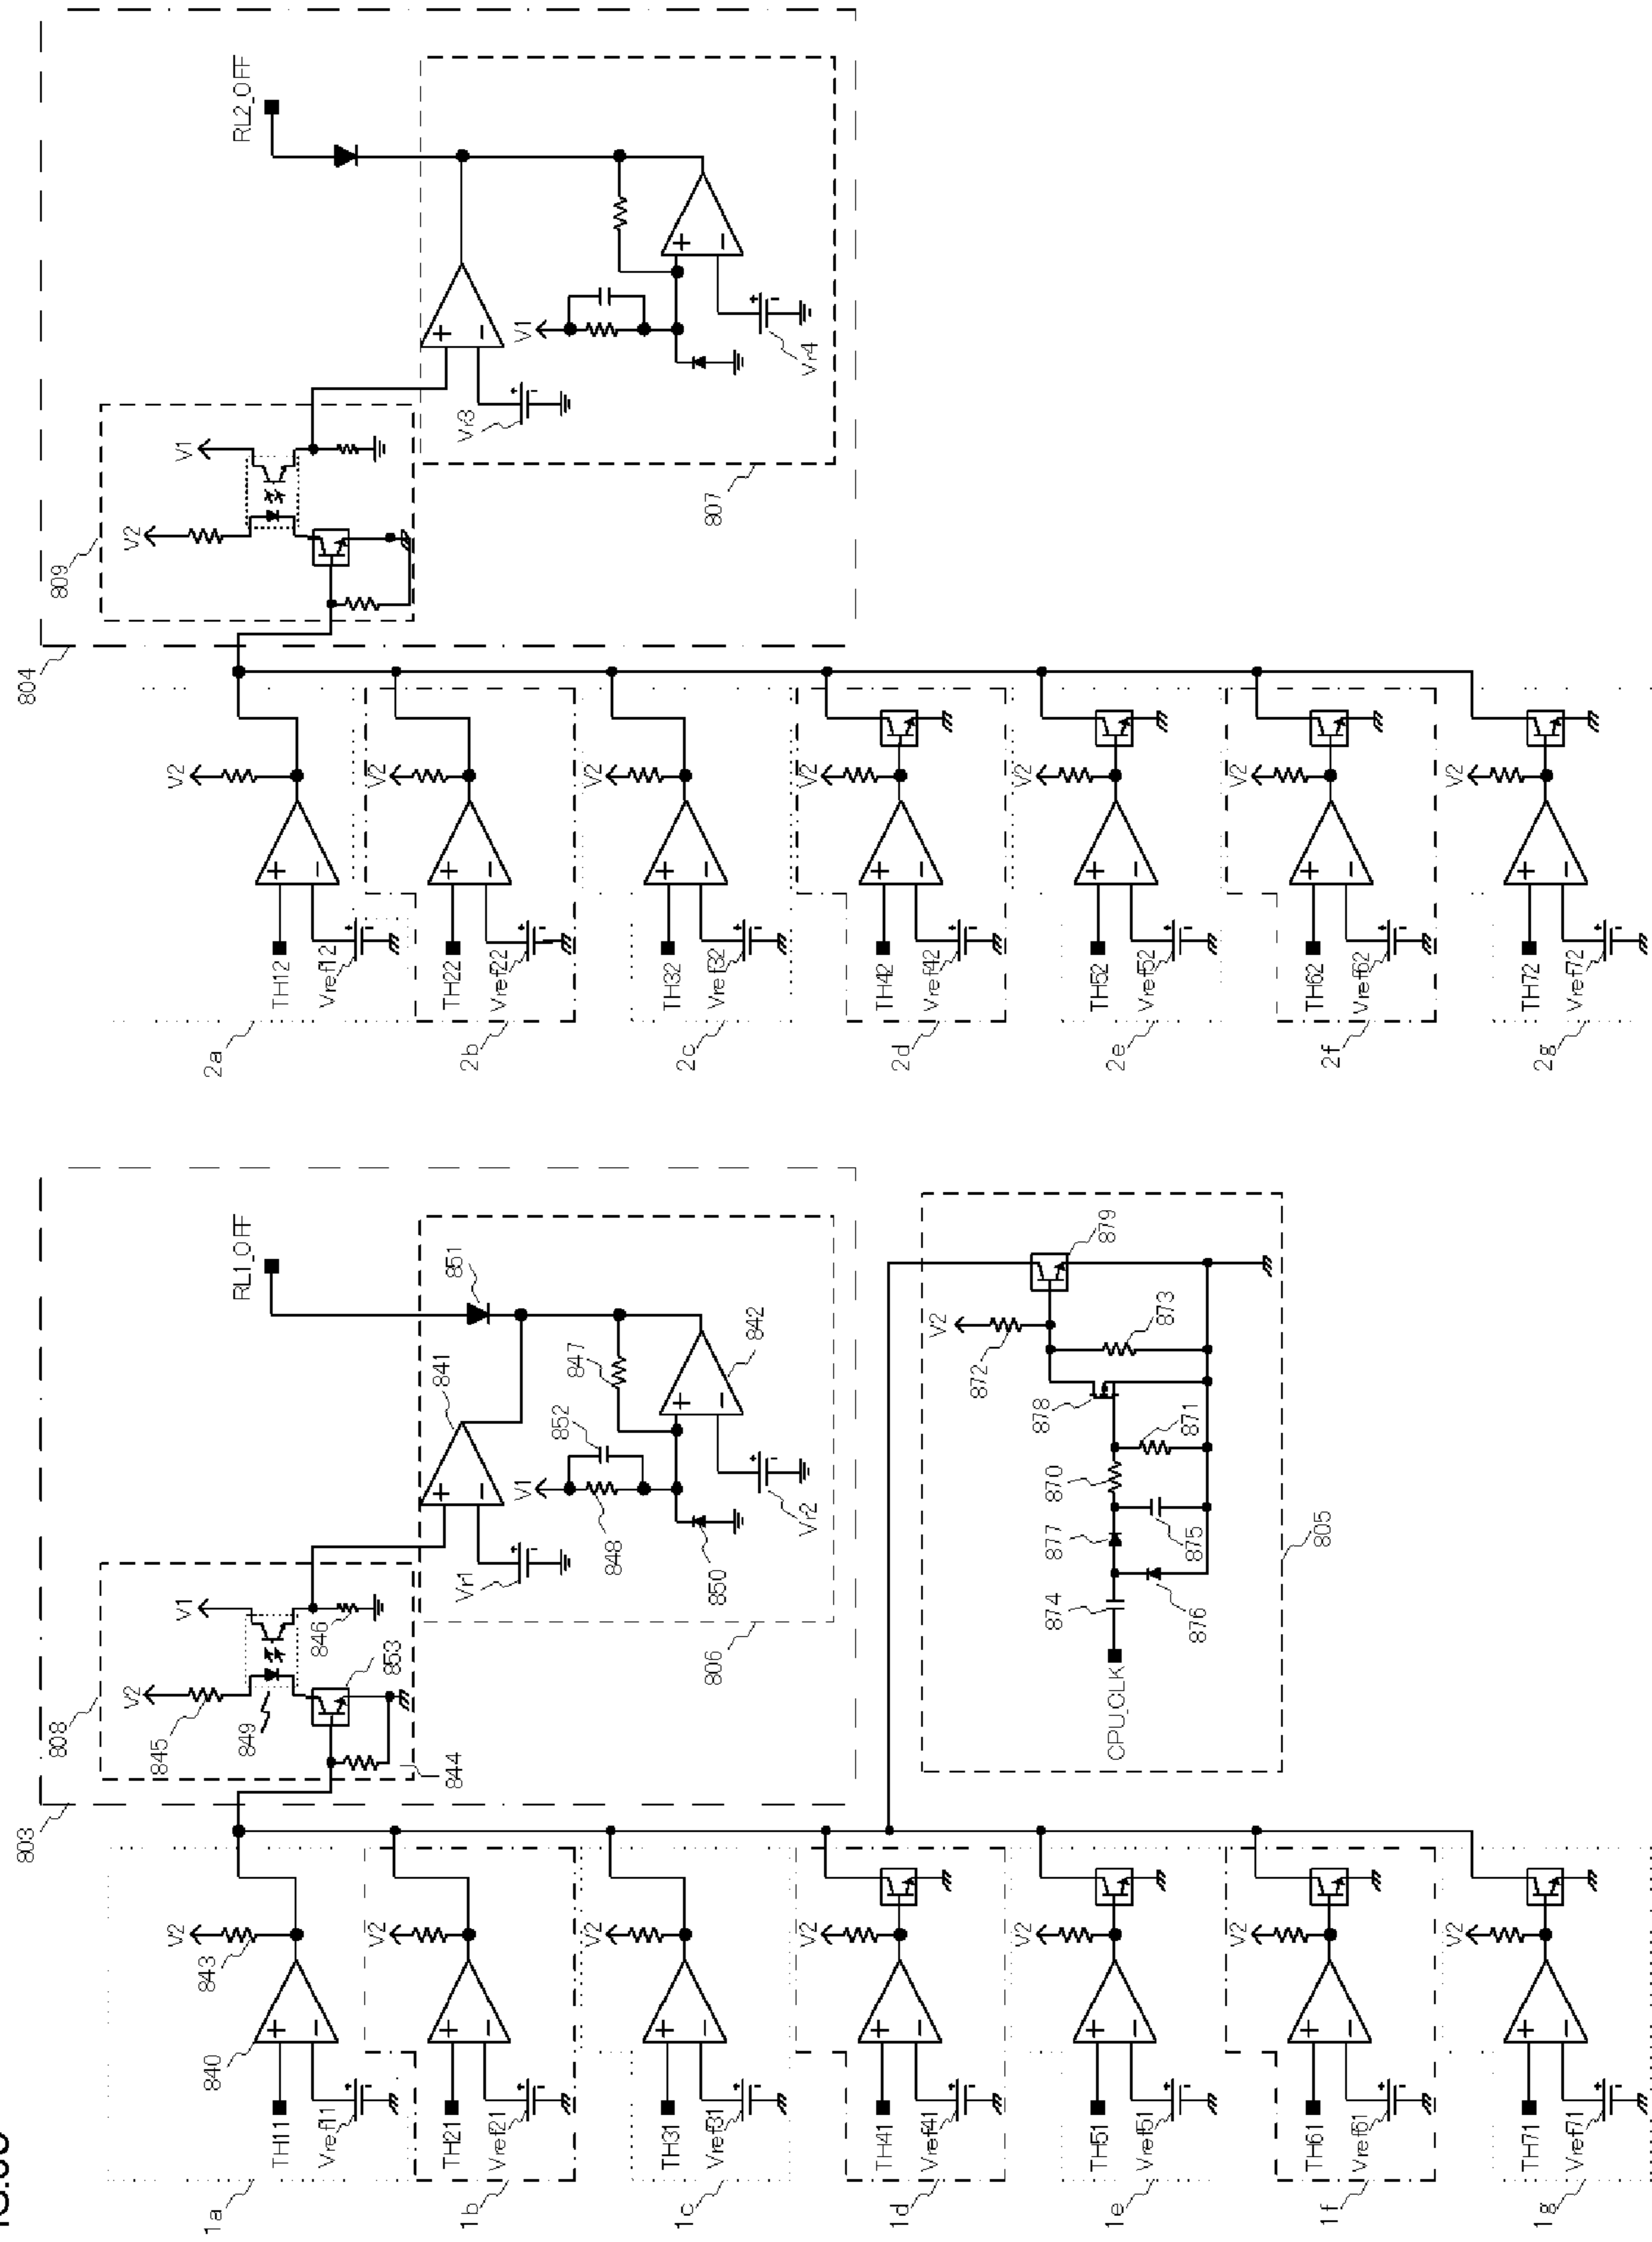 RL2_OFF
V1
V2
809
Vr3
V1
Vr4
807
804
V2
V2
V2
V2
V2
V2
V2
TH12
Vref12
TH22
Vref22
TH32
Vref32
TH42
Vref42
TH52
Vref52
TH62
Vref62
TH72
Vref72
2a
2b
2c
2d
2e
2f
2g
RL1_OFF
851
841
847
842
852
V1
848
Vr1
Vr2
850
806
V1
846
853
V2
808
845
849
844
803
879
V2
873
872
878
871
870
877
875
805
874
876
CPU_CLK
V2
843
V2
V2
V2
V2
V2
V2
840
TH11
Vref11
TH21
Vref21
TH31
Vref31
TH41
Vref41
TH51
Vref51
TH61
Vref61
TH71
Vref71
1a
1b
1c
1d
1e
1f
1g